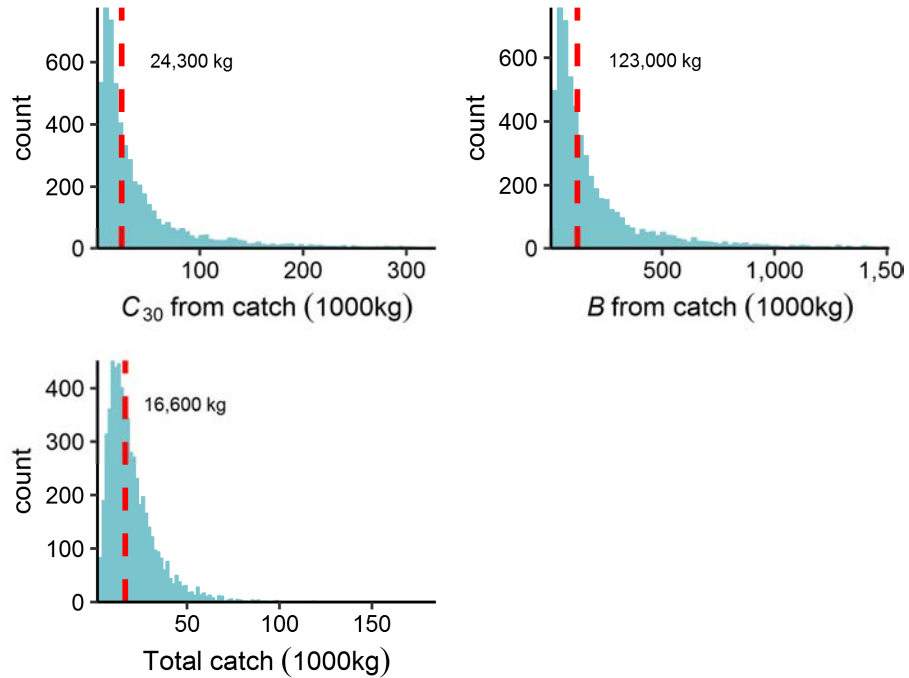 600
400
200
0
count
24,300 kg
100
200
300
C30 from catch (1000kg)
600
400
200
0
count
123,000 kg
500
1,000
1,50
B from catch (1000kg)
400
300
200
100
0
count
16,600 kg
50
100
150
Total catch (1000kg)